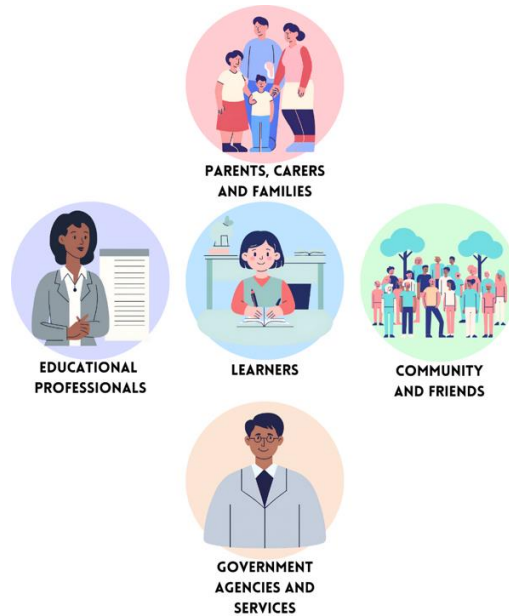 PARENTS, CARERS
AND FAMILIES
EDUCATIONAL
PROFESSIONALS
LEARNERS
COMMUNITY
AND FRIENDS
GOVERNMENT
AGENCIES AND
SERVICES